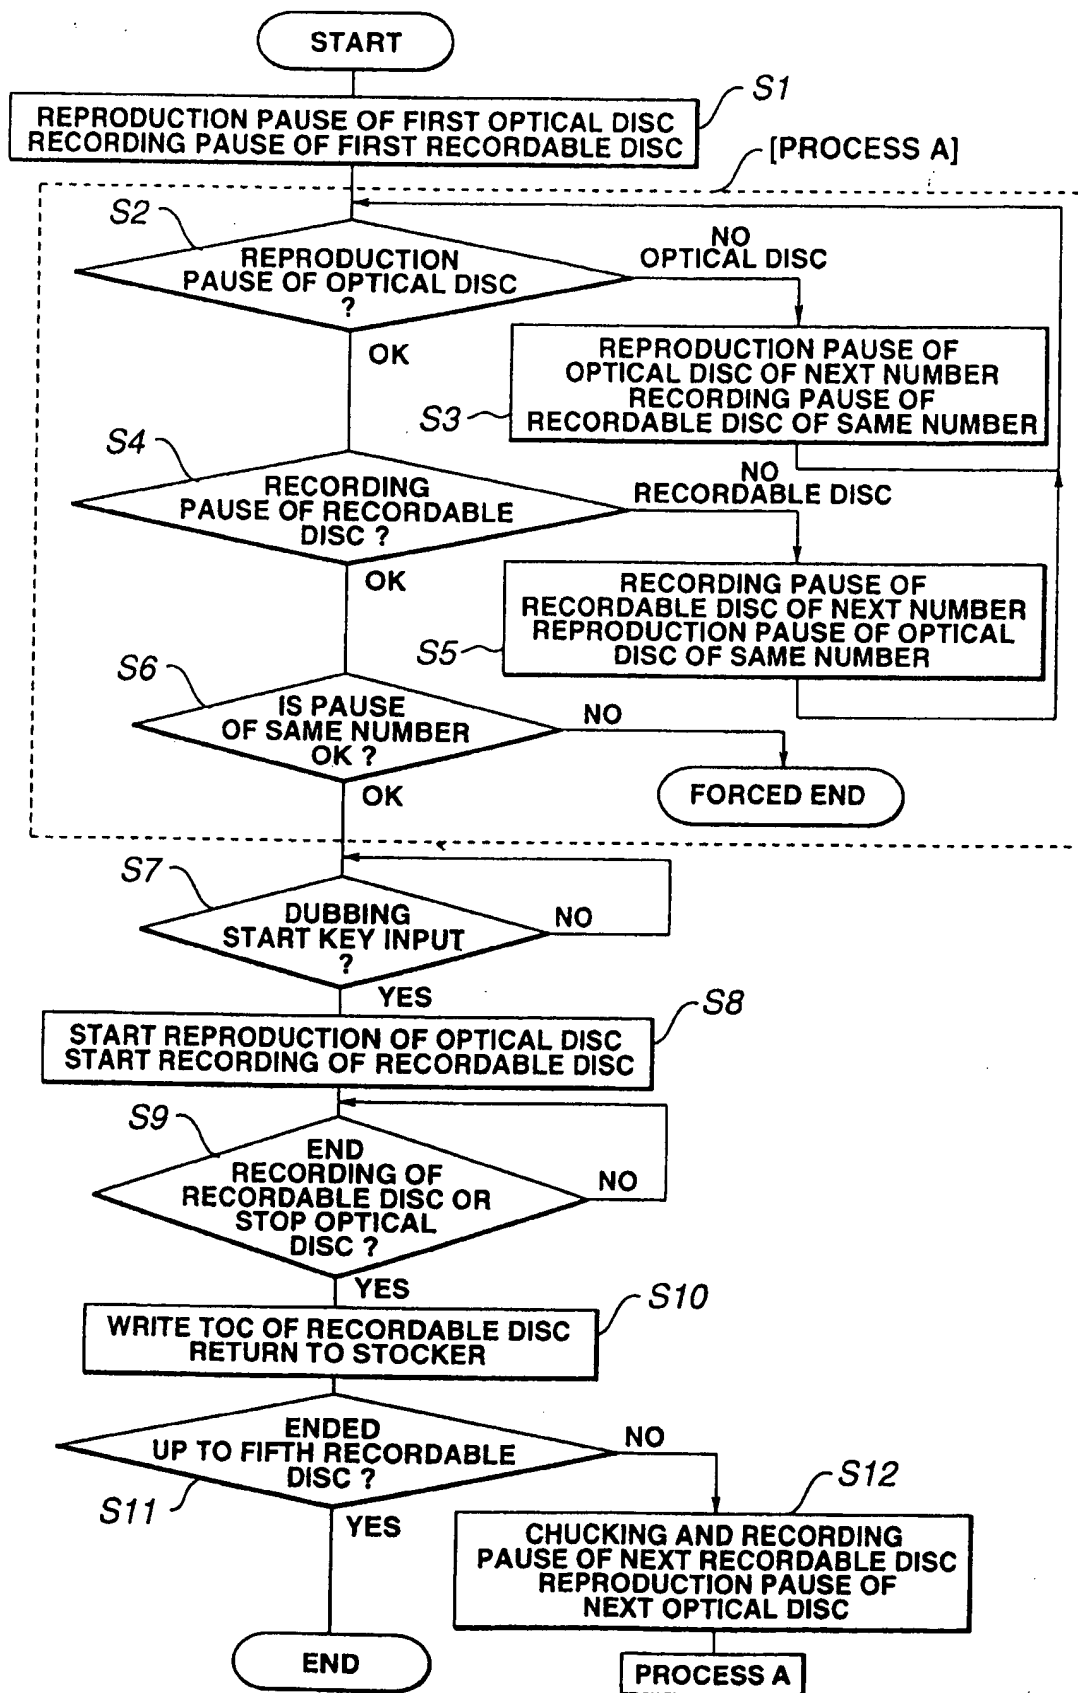 START
S1
REPRODUCTION PAUSE OF FIRST OPTICAL DISC
RECORDING PAUSE OF FIRST RECORDABLE DISC
[PROCESS A]
S2
REPRODUCTION
PAUSE OF OPTICAL DISC
?
NO
OPTICAL DISC
OK
REPRODUCTION PAUSE OF
OPTICAL DISC OF NEXT NUMBER
RECORDING PAUSE OF
RECORDABLE DISC OF SAME NUMBER
S3
S4
RECORDING
PAUSE OF RECORDABLE
DISC ?
NO
RECORDABLE DISC
OK
RECORDING PAUSE OF
RECORDABLE DISC OF NEXT NUMBER
REPRODUCTION PAUSE OF OPTICAL
DISC OF SAME NUMBER
S5
S6
IS PAUSE
OF SAME NUMBER
OK ?
NO
OK
FORCED END
S7
DUBBING
START KEY INPUT
?
NO
YES
S8
START REPRODUCTION OF OPTICAL DISC
START RECORDING OF RECORDABLE DISC
S9
END
RECORDING OF
RECORDABLE DISC OR
STOP OPTICAL
DISC ?
NO
YES
S10
WRITE TOC OF RECORDABLE DISC
RETURN TO STOCKER
ENDED
UP TO FIFTH RECORDABLE
DISC ?
NO
S11
YES
S12
CHUCKING AND RECORDING
PAUSE OF NEXT RECORDABLE DISC
REPRODUCTION PAUSE OF
NEXT OPTICAL DISC
END
PROCESS A